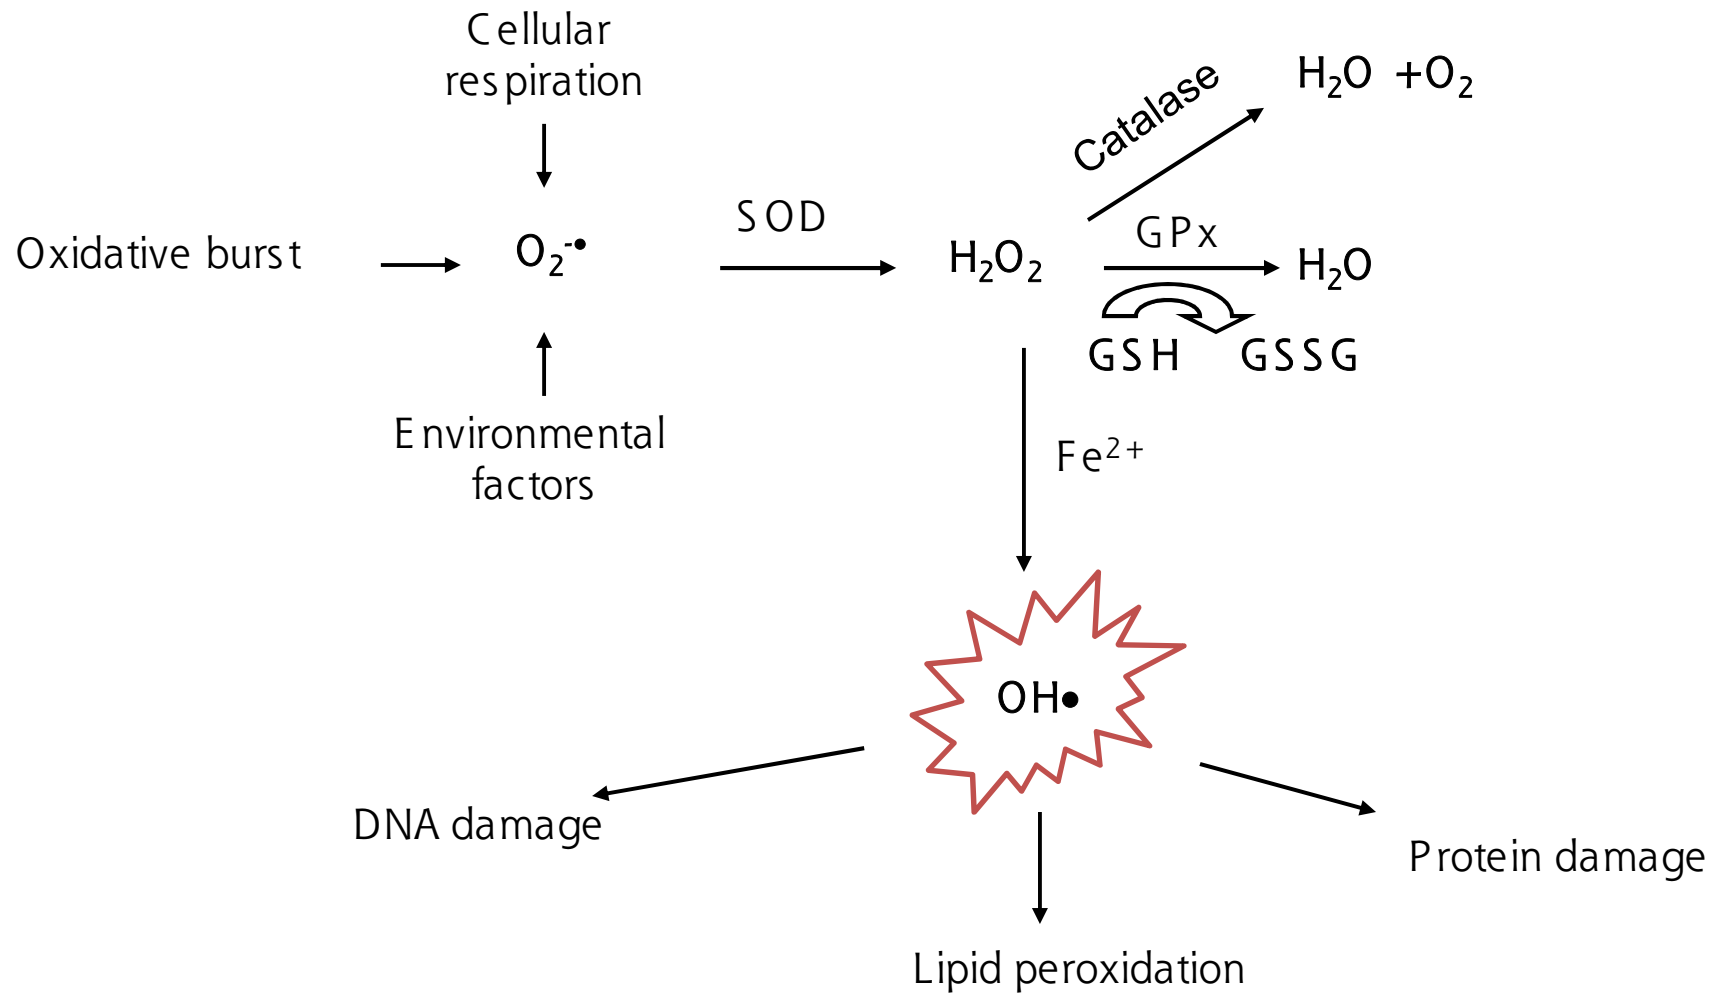 Cellular
respiration
Catalase
H₂O +O₂
Oxidative burst
O₂⁻•
SOD
H₂O₂
GPx
H₂O
GSH
GSSG
Environmental
factors
Fe²⁺
OH•
DNA damage
Protein damage
Lipid peroxidation